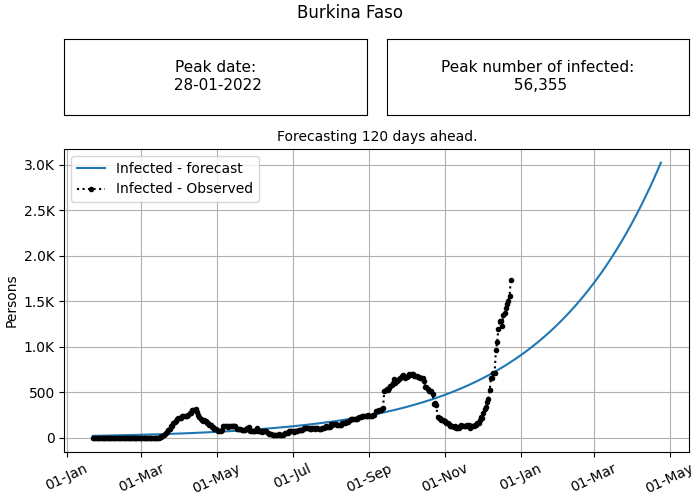 Burkina Faso
Peak date:
28-01-2022
Peak number of infected:
56,355
Forecasting 120 days ahead.
Infected - forecast
Infected - Observed
Persons
3.0K
2.5K
2.0K
1.5K
1.0K
500
0
01-Jan
01-Mar
01-May
01-Jul
01-Sep
01-Nov
01-Jan
01-Mar
01-May